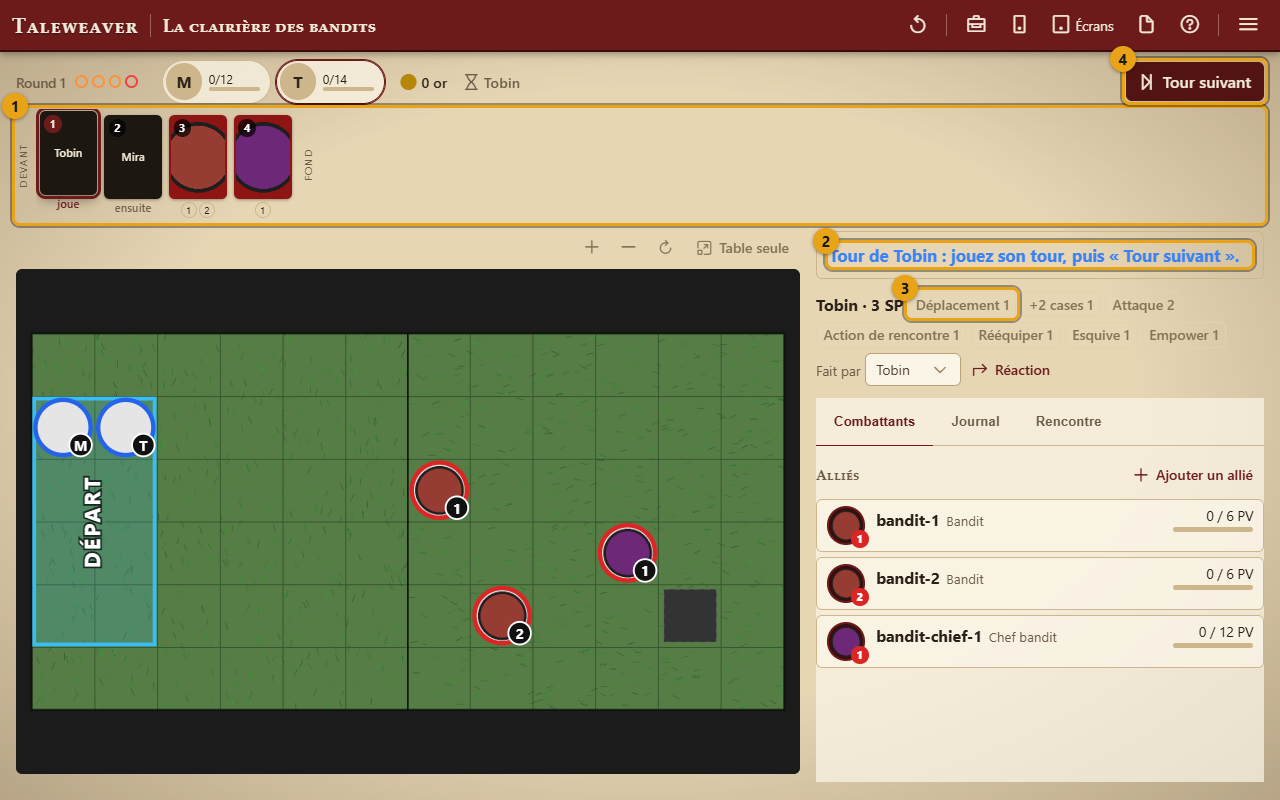 Taleweaver
La clairière des bandits
Écrans
Round 1
M 0/12
T 0/14
0 or
Tobin
4
Tour suivant
1
DEVANT
1 Tobin joue
2 Mira ensuite
3 1 2
4 1
FOND
Table seule
2
Tour de Tobin : jouez son tour, puis « Tour suivant ».
3
Tobin · 3 SP
Déplacement 1
+2 cases 1
Attaque 2
Action de rencontre 1
Rééquiper 1
Esquive 1
Empower 1
Fait par
Tobin
Réaction
M
T
DÉPART
1
1
2
Combattants
Journal
Rencontre
Alliés
Ajouter un allié
1
bandit-1 Bandit
0 / 6 PV
2
bandit-2 Bandit
0 / 6 PV
1
bandit-chief-1 Chef bandit
0 / 12 PV